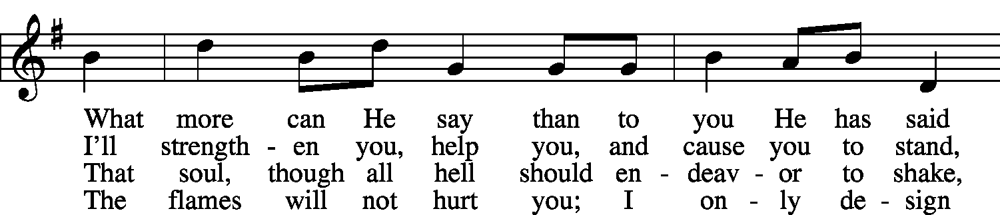 What more can He say than to you He has said
I'll strength - en you, help you, and cause you to stand,
That soul, though all hell should en - deav - or to shake,
The flames will not hurt you; I on - ly de - sign